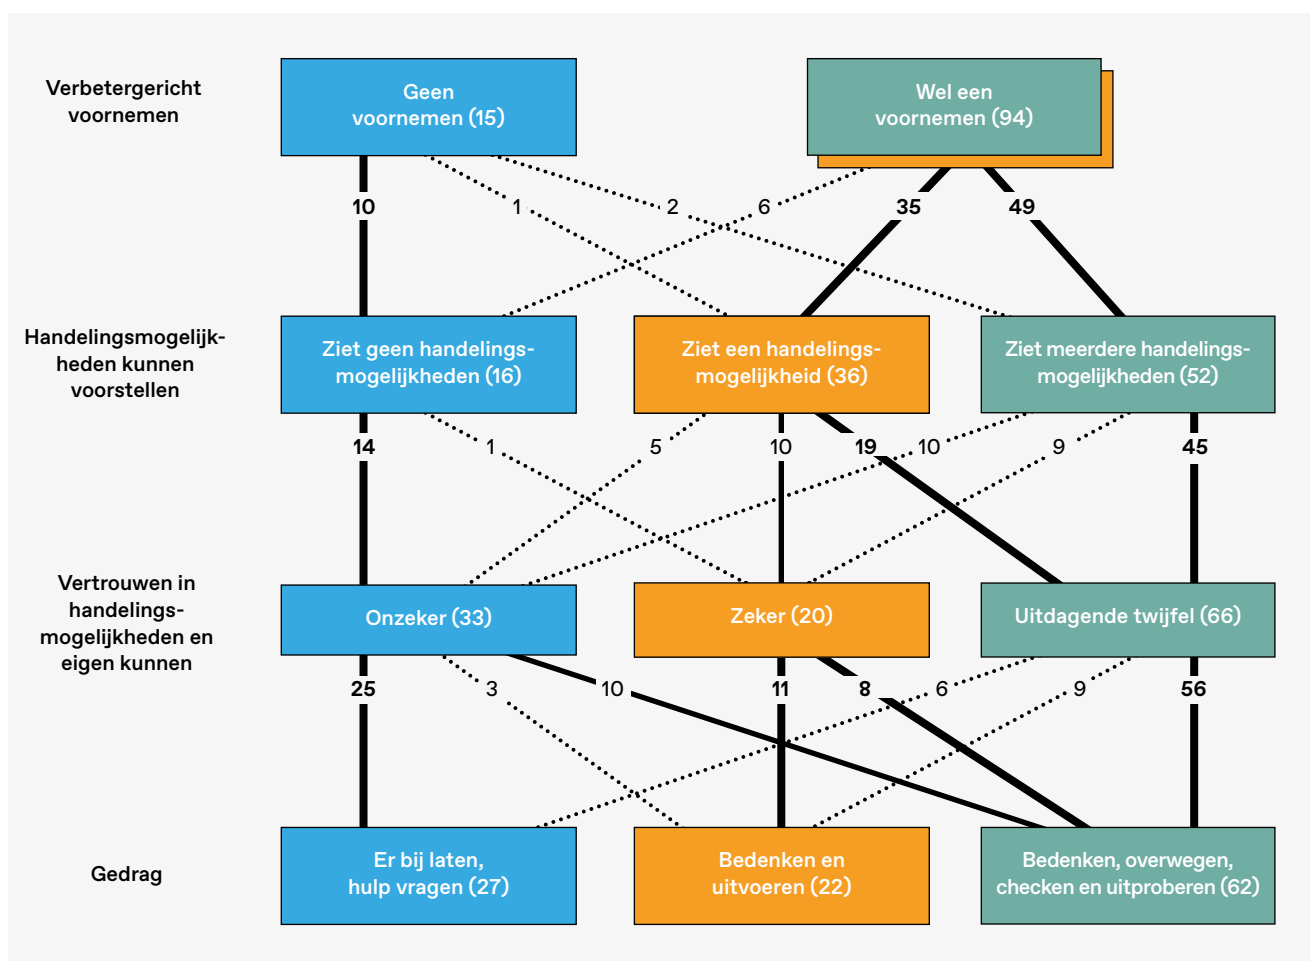 Verbetergericht
voornemen
Geen
voornemen (15)
Wel een
voornemen (94)
10
1
2
6
35
49
Handelingsmogelijk-
heden kunnen
voorstellen
Ziet geen handelings-
mogelijkheden (16)
Ziet een handelings-
mogelijkheid (36)
Ziet meerdere handelings-
mogelijkheden (52)
14
1
5
10
19
10
9
45
Vertrouwen in
handelings-
mogelijkheden en
eigen kunnen
Onzeker (33)
Zeker (20)
Uitdagende twijfel (66)
25
3
10
11
8
6
9
56
Gedrag
Er bij laten,
hulp vragen (27)
Bedenken en
uitvoeren (22)
Bedenken, overwegen,
checken en uitproberen (62)